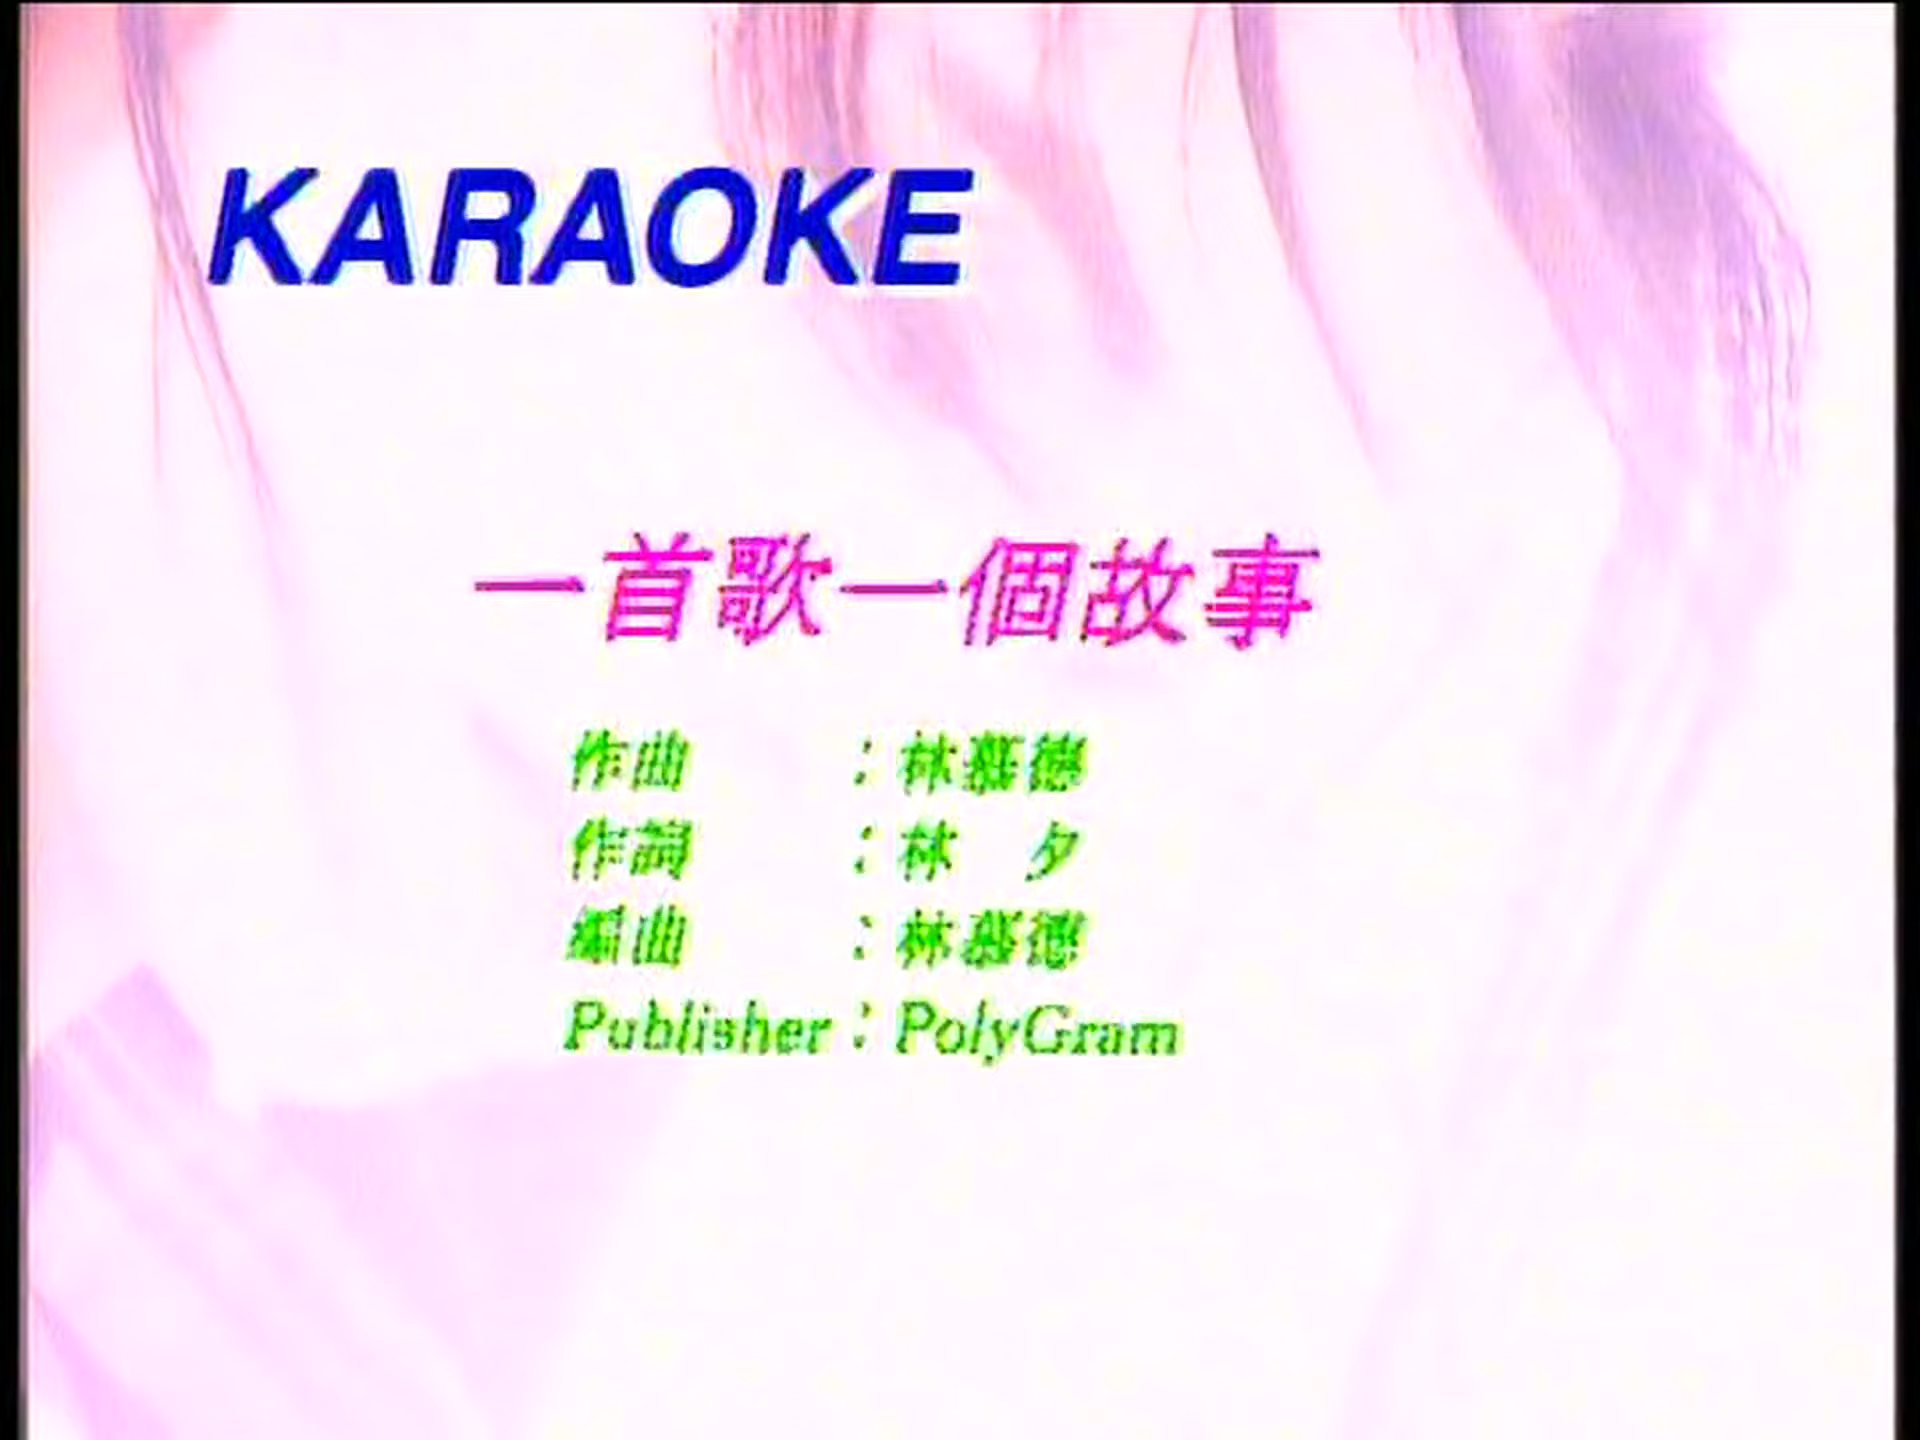 KARAOKE
一首歌一個故事
作曲 : 林慕德
作詞 : 林 夕
編曲 : 林慕德
Publisher : PolyGram